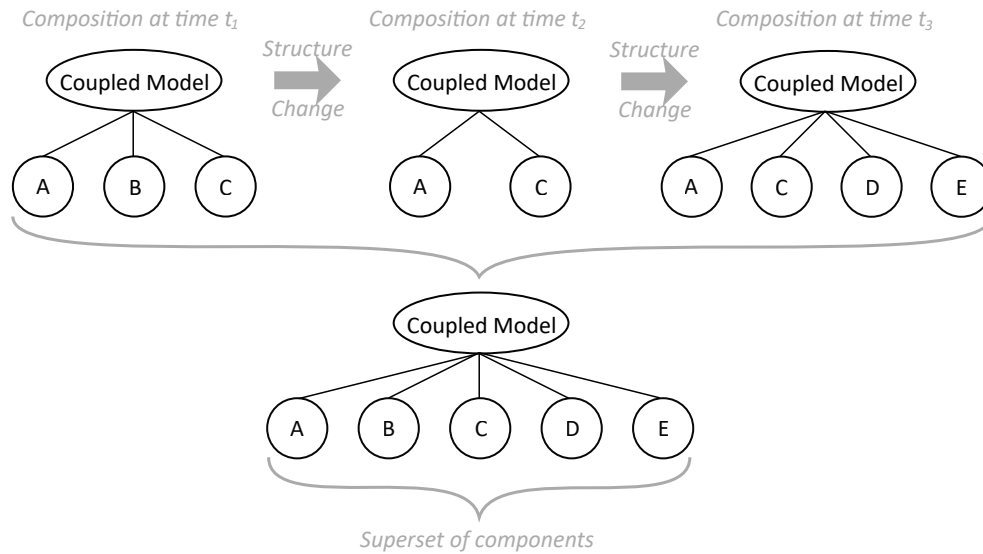 Composition at time t1
Composition at time t2
Composition at time t3
Structure
Change
Structure
Change
Coupled Model
Coupled Model
Coupled Model
A B C
A C
A C D E
Coupled Model
A B C D E
Superset of components